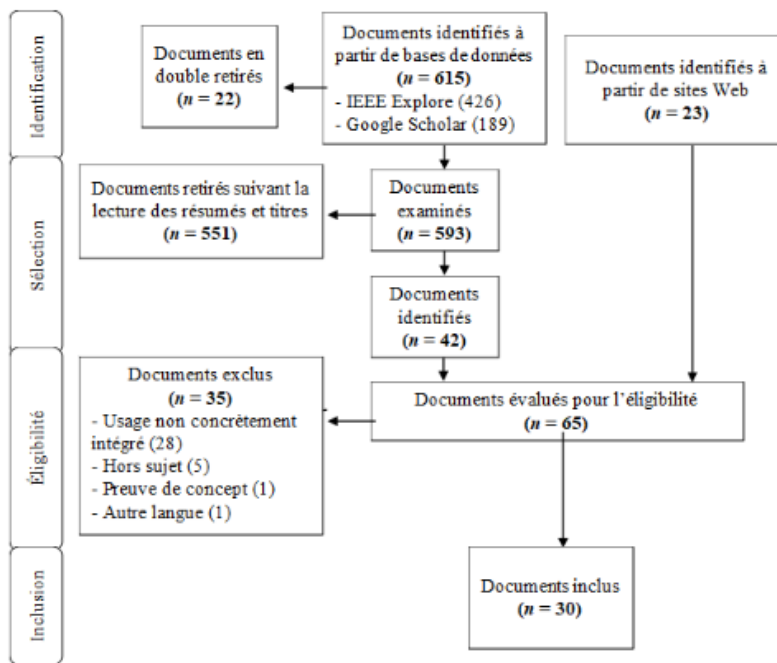 Identification
Documents en
double retirés
(n = 22)
Documents identifiés à
partir de bases de données
(n = 615)
- IEEE Explore (426)
- Google Scholar (189)
Documents identifiés à
partir de sites Web
(n = 23)
Sélection
Documents retirés suivant la
lecture des résumés et titres
(n = 551)
Documents
examinés
(n = 593)
Documents
identifiés
(n = 42)
Éligibilité
Documents exclus
(n = 35)
- Usage non concrètement
intégré (28)
- Hors sujet (5)
- Preuve de concept (1)
- Autre langue (1)
Documents évalués pour l'éligibilité
(n = 65)
Inclusion
Documents inclus
(n = 30)